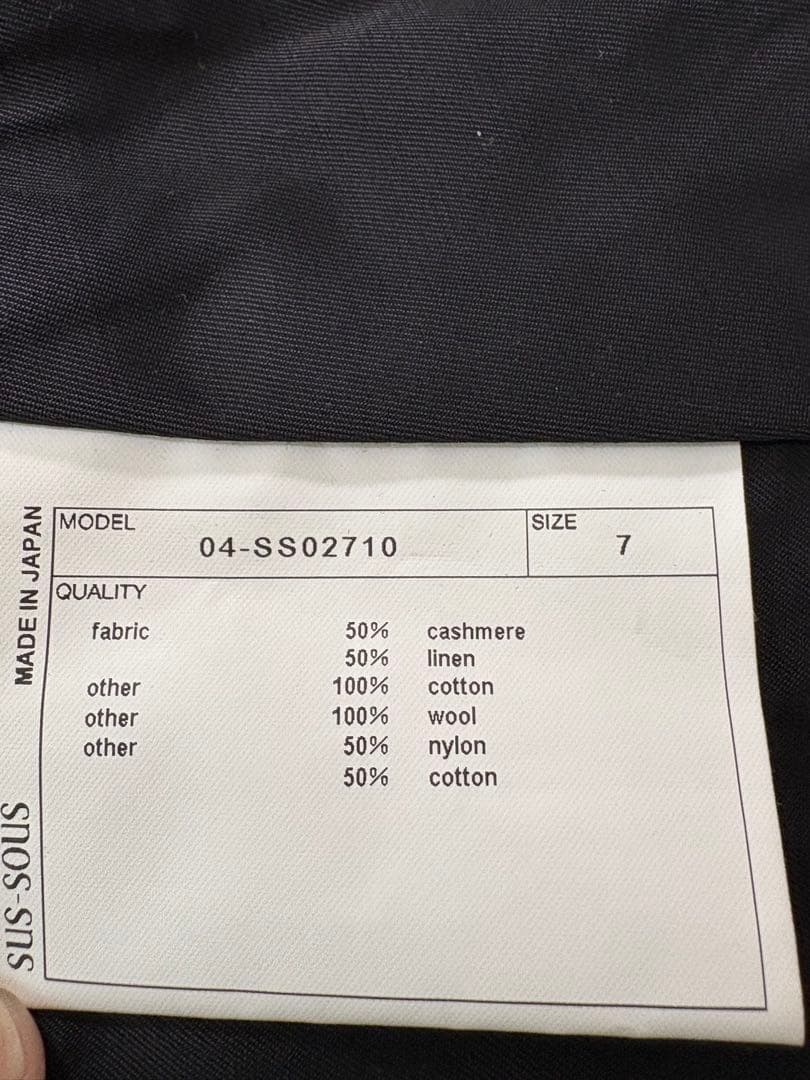 MADE IN JAPAN
sus-sous
MODEL
04-SS02710
SIZE
7
QUALITY
fabric 50% cashmere
50% linen
other 100% cotton
other 100% wool
other 50% nylon
50% cotton